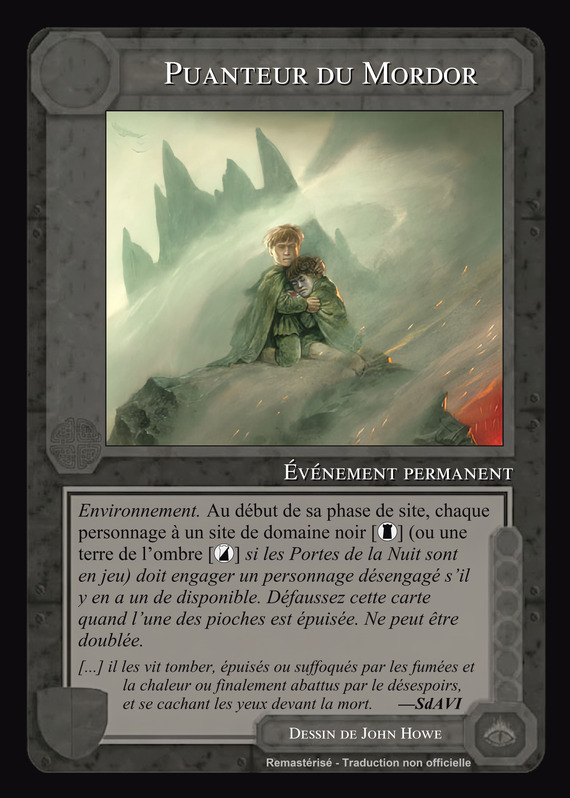 Puanteur du Mordor
Événement permanent
Environnement. Au début de sa phase de site, chaque
personnage à un site de domaine noir [] (ou une
terre de l'ombre [] si les Portes de la Nuit sont
en jeu) doit engager un personnage désengagé s'il
y en a un de disponible. Défaussez cette carte
quand l'une des pioches est épuisée. Ne peut être
doublée.
[...] il les vit tomber, épuisés ou suffoqués par les fumées et
la chaleur ou finalement abattus par le désespoirs,
et se cachant les yeux devant la mort. —SdAVI
Dessin de John Howe
Remastérisé - Traduction non officielle